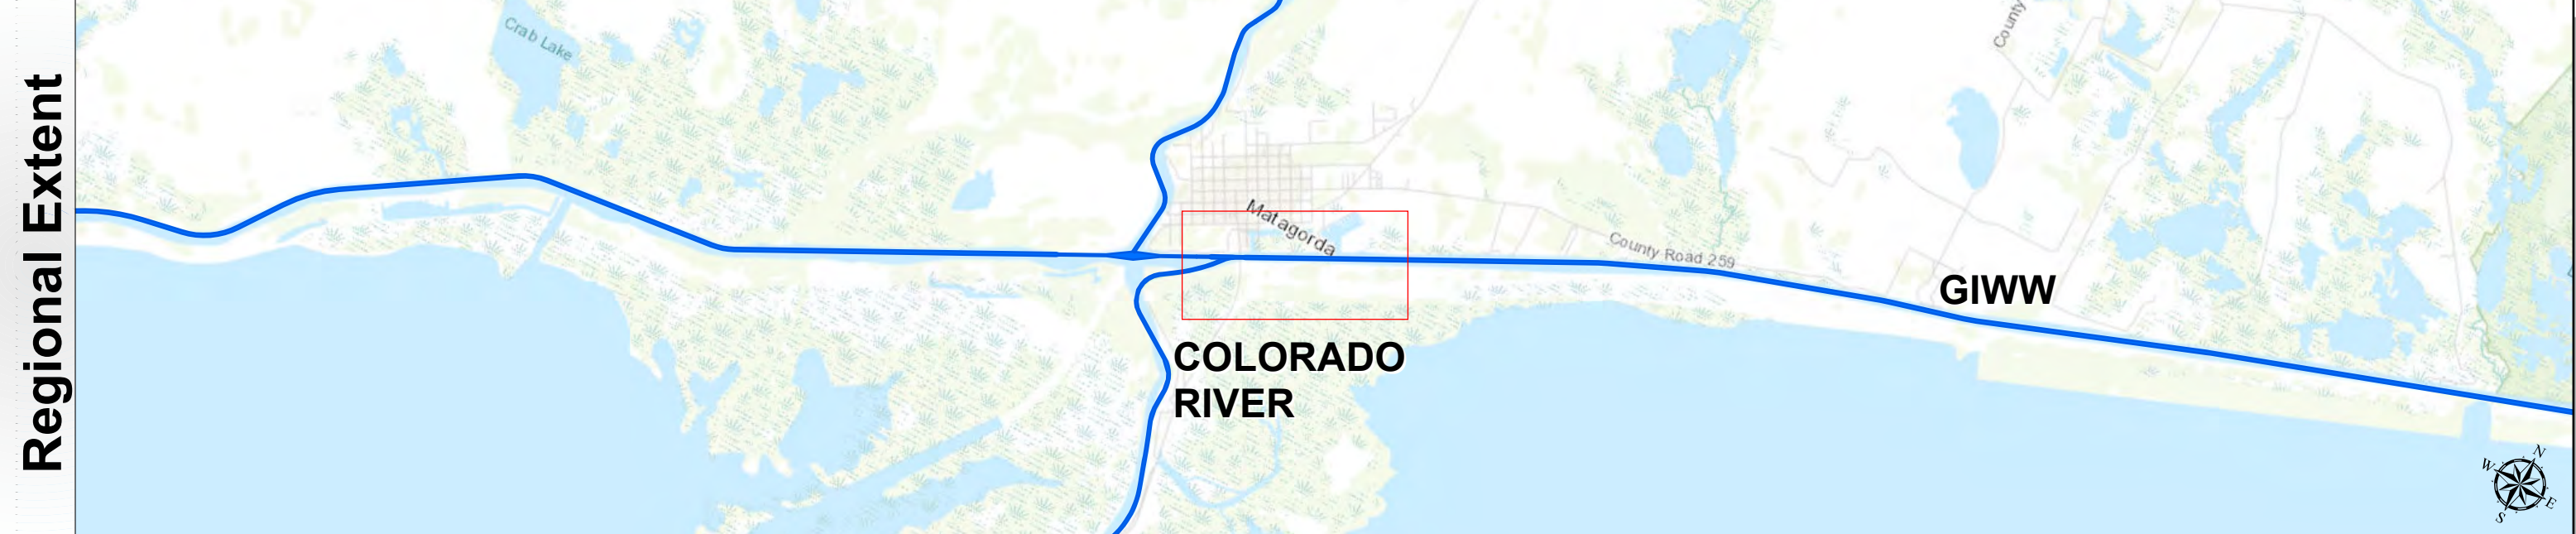 Regional Extent
Crab Lake
County
Matagorda
County Road 259
GIWW
COLORADO
RIVER
N
W
E
S